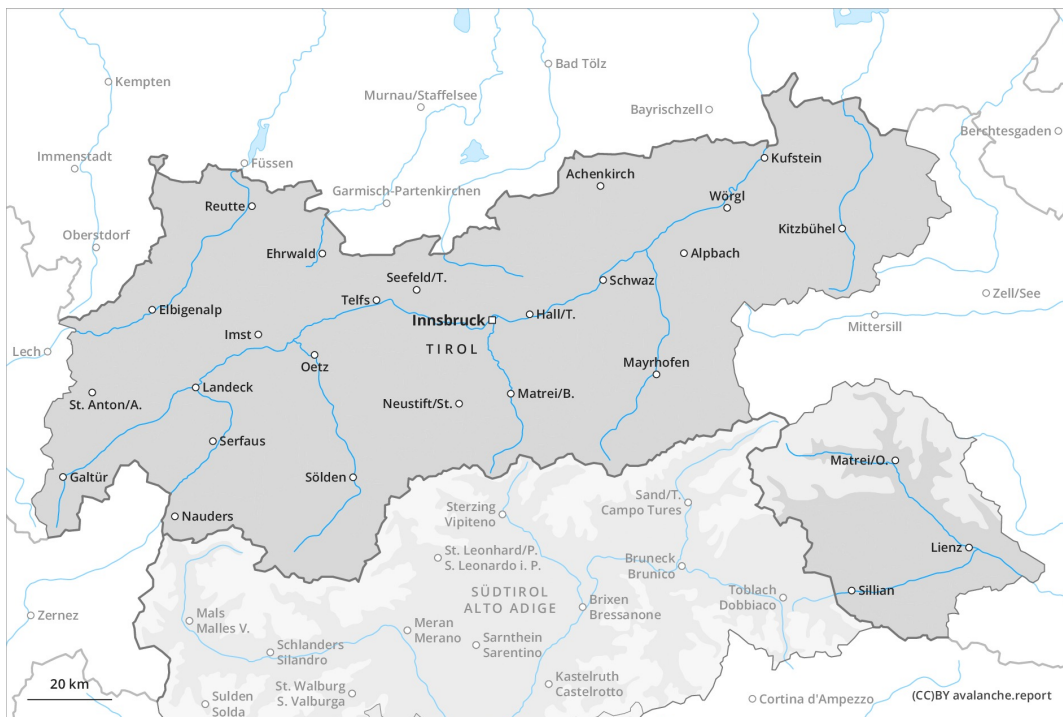 Kempten
Bad Tölz
Murnau/Staffelsee
Bayrischzell
Berchtesgaden
Immenstadt
Füssen
Kufstein
Achenkirch
Garmisch-Partenkirchen
Wörgl
Reutte
Kitzbühel
Oberstdorf
Ehrwald
Alpbach
Seefeld/T.
Schwaz
Telfs
Zell/See
Elbigenalp
Innsbruck
Hall/T.
Mittersill
Imst
TIROL
Lech
Oetz
Mayrhofen
Landeck
Matrei/B.
St. Anton/A.
Neustift/St.
Serfaus
Matrei/O.
Galtür
Sölden
Sand/T.
Campo Tures
Sterzing
Vipiteno
Nauders
Lienz
St. Leonhard/P.
S. Leonardo i. P.
Bruneck
Brunico
SÜDTIROL
ALTO ADIGE
Toblach
Dobbiaco
Sillian
Brixen
Bressanone
Zernez
Mals
Malles V.
Meran
Merano
Sarnthein
Sarentino
Schlanders
Silandro
Kastelruth
Castelrotto
20 km
St. Walburg
S. Valburga
Sulden
Solda
Cortina d'Ampezzo
(CC)BY avalanche.report